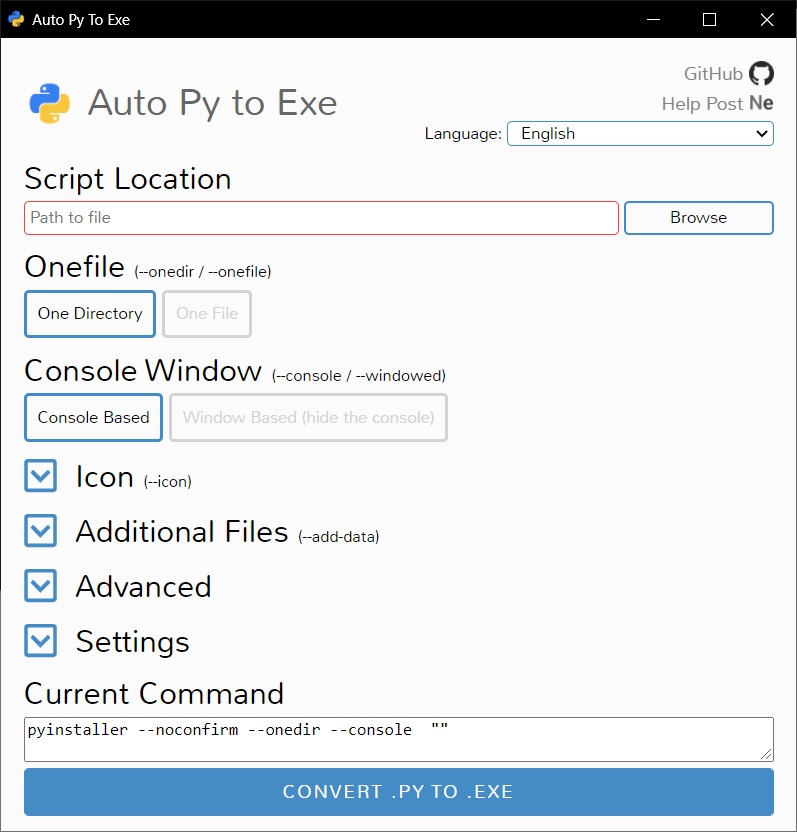 Auto Py To Exe
GitHub
Auto Py to Exe
Help Post Ne
Language: English
Script Location
Path to file Browse
Onefile (--onedir / --onefile)
One Directory One File
Console Window (--console / --windowed)
Console Based Window Based (hide the console)
Icon (--icon)
Additional Files (--add-data)
Advanced
Settings
Current Command
pyinstaller --noconfirm --onedir --console  ""
CONVERT .PY TO .EXE